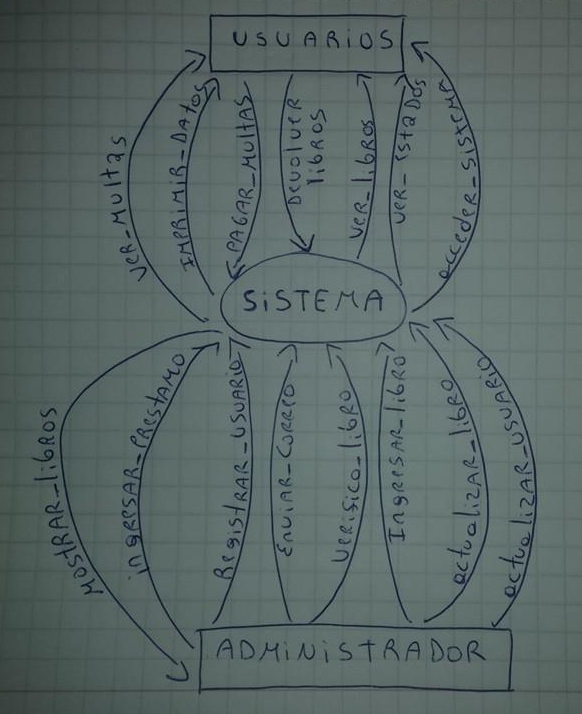 USUARIOS
VER_MULTAS
IMPRIMIR_DATOS
PAGAR_MULTAS
DEVOLVER
LIBROS
VER_LIBROS
VER_ESTADOS
acceder_sistema
SISTEMA
MOSTRAR_LIBROS
INGRESAR_PRESTAMO
REGISTRAR_USUARIO
ENVIAR_CORREO
VERIFICO_LIBRO
INGRESAR_LIBRO
actualizar_LIBRO
actualizar_USUARIO
ADMINISTRADOR